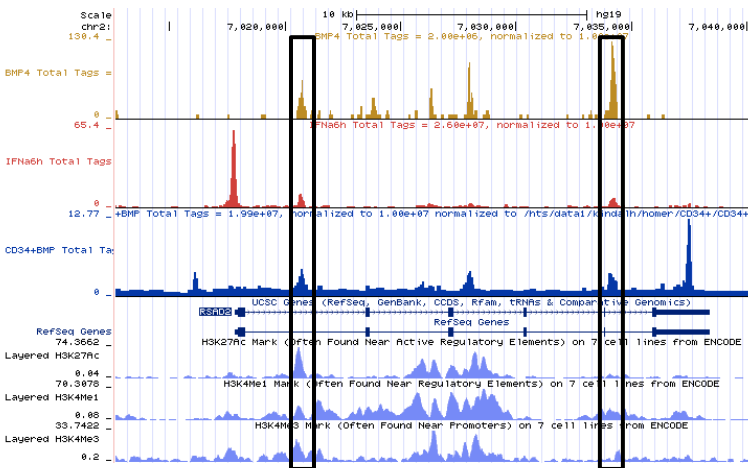 Scale 10 kb hg19
chr2: 7,020,000 7,025,000 7,030,000 7,035,000 7,040,000
130.4 _ BMP4 Total Tags = 2.00e+06, normalized to 1.00e+07
BMP4 Total Tags =
0 _
65.4 _ IFNa6h Total Tags = 2.60e+07, normalized to 1.00e+07
IFNa6h Total Tags
0 _
12.77 _ +BMP Total Tags = 1.99e+07, normalized to 1.00e+07 normalized to /hts/data1/kandalh/homer/CD34+/CD34+
CD34+BMP Total Ta
0 _
UCSC Genes (RefSeq, GenBank, CCDS, Rfam, tRNAs & Comparative Genomics)
RSAD2
RefSeq Genes
RefSeq Genes
74.3662 _ H3K27Ac Mark (Often Found Near Active Regulatory Elements) on 7 cell lines from ENCODE
Layered H3K27Ac
0.04 _
70.3078 _ H3K4Me1 Mark (Often Found Near Regulatory Elements) on 7 cell lines from ENCODE
Layered H3K4Me1
0.08 _
33.7422 _ H3K4Me3 Mark (Often Found Near Promoters) on 7 cell lines from ENCODE
Layered H3K4Me3
0.2 _